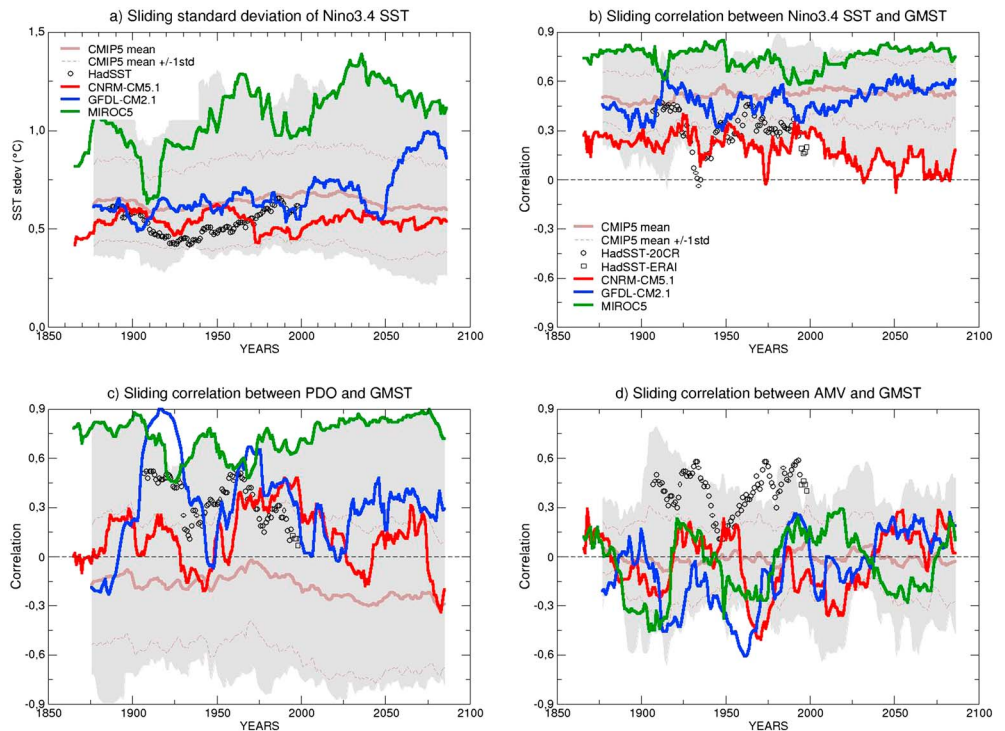 a) Sliding standard deviation of Nino3.4 SST
1,5
1,0
0,5
0,0
SST stdev (°C)
CMIP5 mean
CMIP5 mean +/-1std
HadSST
CNRM-CM5.1
GFDL-CM2.1
MIROC5
1850 1900 1950 2000 2050 2100
YEARS
b) Sliding correlation between Nino3.4 SST and GMST
0,9
0,6
0,3
0
-0,3
-0,6
-0,9
Correlation
CMIP5 mean
CMIP5 mean +/-1std
HadSST-20CR
HadSST-ERAI
CNRM-CM5.1
GFDL-CM2.1
MIROC5
1850 1900 1950 2000 2050 2100
YEARS
c) Sliding correlation between PDO and GMST
0,9
0,6
0,3
0
-0,3
-0,6
-0,9
Correlation
1850 1900 1950 2000 2050 2100
YEARS
d) Sliding correlation between AMV and GMST
0,9
0,6
0,3
0
-0,3
-0,6
-0,9
Correlation
1850 1900 1950 2000 2050 2100
YEARS